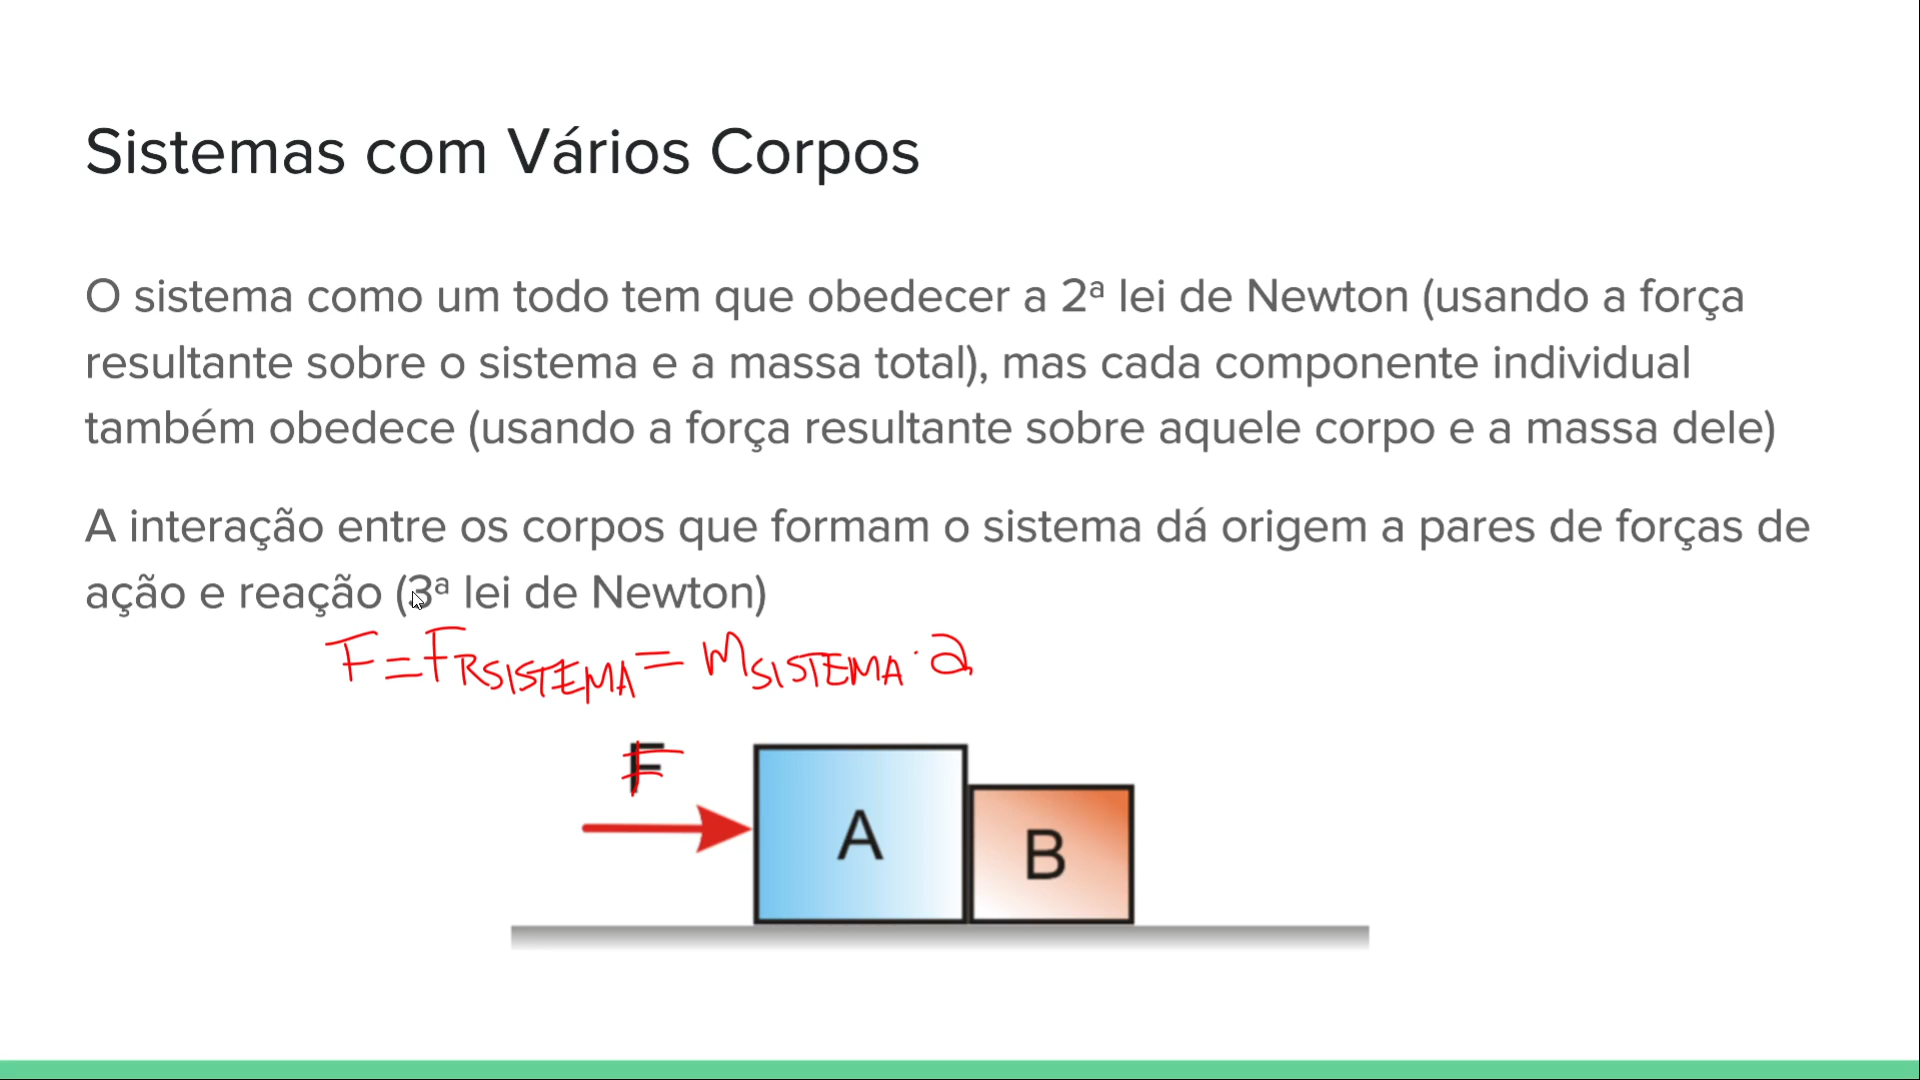 Sistemas com Vários Corpos
O sistema como um todo tem que obedecer a 2ª lei de Newton (usando a força
resultante sobre o sistema e a massa total), mas cada componente individual
também obedece (usando a força resultante sobre aquele corpo e a massa dele)
A interação entre os corpos que formam o sistema dá origem a pares de forças de
ação e reação (3ª lei de Newton)
F=FRSISTEMA= mSISTEMA·a
F
A
B